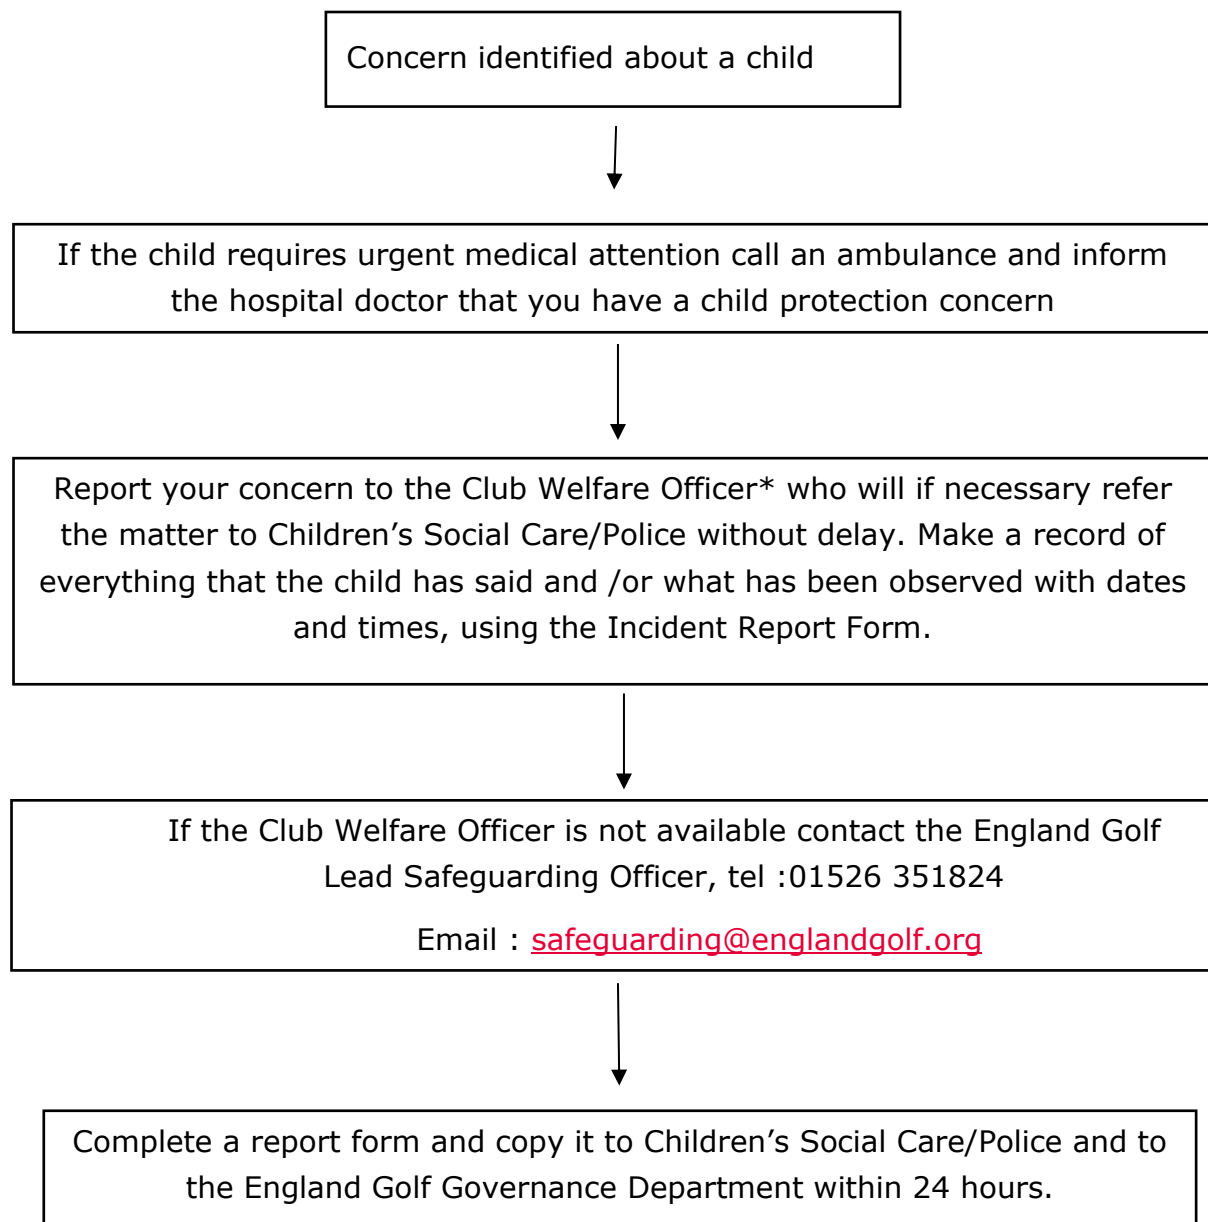 Concern identified about a child
If the child requires urgent medical attention call an ambulance and inform
the hospital doctor that you have a child protection concern
Report your concern to the Club Welfare Officer* who will if necessary refer
the matter to Children’s Social Care/Police without delay. Make a record of
everything that the child has said and /or what has been observed with dates
and times, using the Incident Report Form.
If the Club Welfare Officer is not available contact the England Golf
Lead Safeguarding Officer, tel :01526 351824
Email : safeguarding@englandgolf.org
Complete a report form and copy it to Children’s Social Care/Police and to
the England Golf Governance Department within 24 hours.